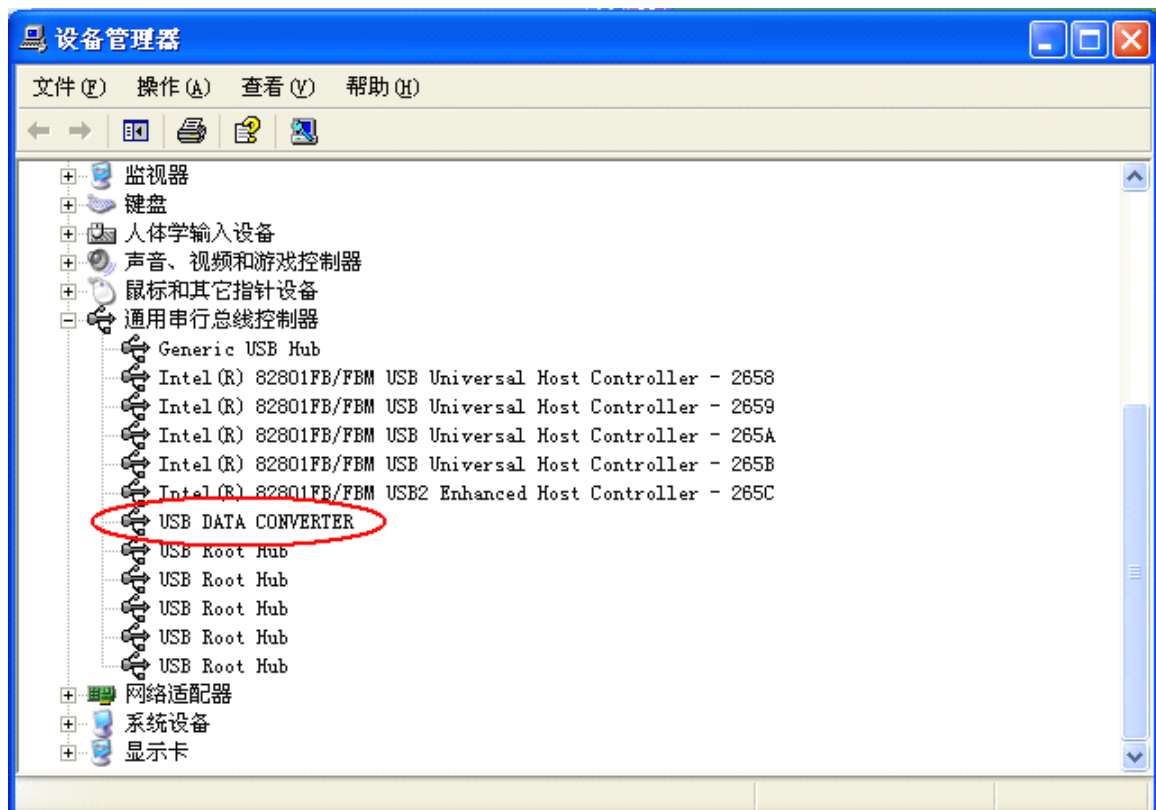 设备管理器
文件(F) 操作(A) 查看(V) 帮助(H)
监视器
键盘
人体学输入设备
声音、视频和游戏控制器
鼠标和其它指针设备
通用串行总线控制器
Generic USB Hub
Intel(R) 82801FB/FBM USB Universal Host Controller - 2658
Intel(R) 82801FB/FBM USB Universal Host Controller - 2659
Intel(R) 82801FB/FBM USB Universal Host Controller - 265A
Intel(R) 82801FB/FBM USB Universal Host Controller - 265B
Intel(R) 82801FB/FBM USB2 Enhanced Host Controller - 265C
USB DATA CONVERTER
USB Root Hub
USB Root Hub
USB Root Hub
USB Root Hub
USB Root Hub
网络适配器
系统设备
显示卡